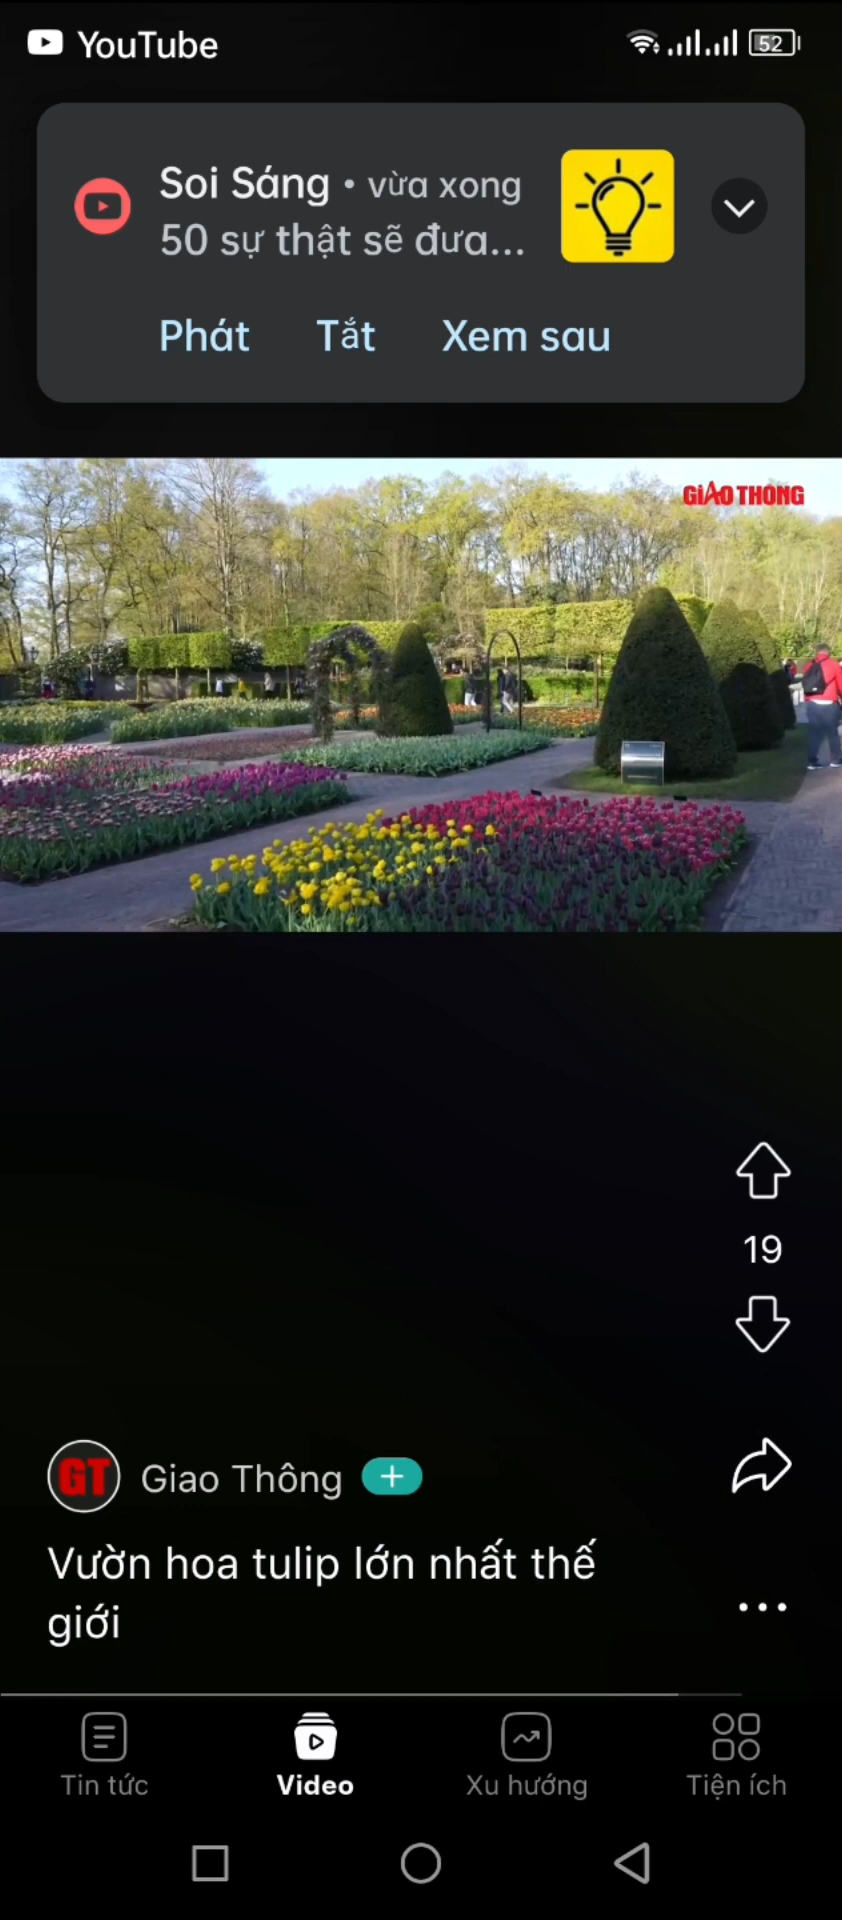 YouTube
52
Soi Sáng • vừa xong
50 sự thật sẽ đưa...
Phát Tắt Xem sau
GIAO THÔNG
19
GT Giao Thông
Vườn hoa tulip lớn nhất thế
giới
Tin tức Video Xu hướng Tiện ích